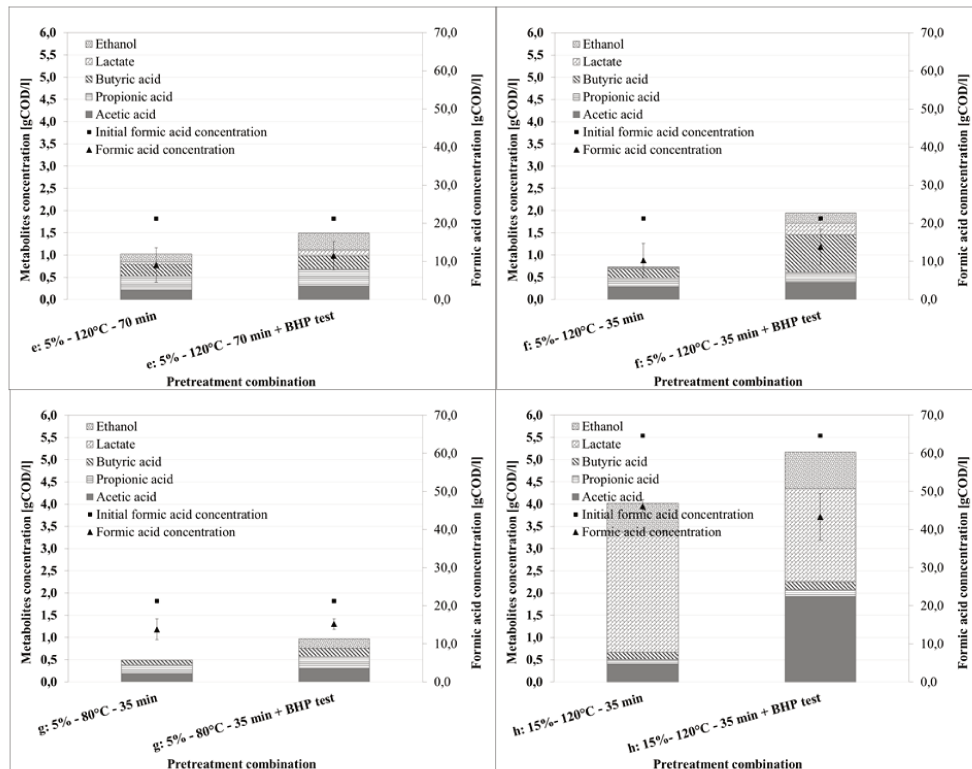 Metabolites concentration [gCOD/l]
6,0
5,5
5,0
4,5
4,0
3,5
3,0
2,5
2,0
1,5
1,0
0,5
0,0
Ethanol
Lactate
Butyric acid
Propionic acid
Acetic acid
Initial formic acid concentration
Formic acid concentration
70,0
60,0
50,0
40,0
30,0
20,0
10,0
0,0
Formic acid conncentration [gCOD/l]
e: 5% - 120°C - 70 min
e: 5% - 120°C - 70 min + BHP test
Pretreatment combination
Metabolites concentration [gCOD/l]
6,0
5,5
5,0
4,5
4,0
3,5
3,0
2,5
2,0
1,5
1,0
0,5
0,0
Ethanol
Lactate
Butyric acid
Propionic acid
Acetic acid
Initial formic acid concentration
Formic acid concentration
70,0
60,0
50,0
40,0
30,0
20,0
10,0
0,0
Formic acid conncentration [gCOD/l]
f: 5%- 120°C - 35 min
f: 5% - 120°C - 35 min + BHP test
Pretreatment combination
Metabolites concentration [gCOD/l]
6,0
5,5
5,0
4,5
4,0
3,5
3,0
2,5
2,0
1,5
1,0
0,5
0,0
Ethanol
Lactate
Butyric acid
Propionic acid
Acetic acid
Initial formic acid concentration
Formic acid concentration
70,0
60,0
50,0
40,0
30,0
20,0
10,0
0,0
Formic acid conncentration [gCOD/l]
g: 5% - 80°C - 35 min
g: 5% - 80°C - 35 min + BHP test
Pretreatment combination
Metabolites concentration [gCOD/l]
6,0
5,5
5,0
4,5
4,0
3,5
3,0
2,5
2,0
1,5
1,0
0,5
0,0
Ethanol
Lactate
Butyric acid
Propionic acid
Acetic acid
Initial formic acid concentration
Formic acid concentration
70,0
60,0
50,0
40,0
30,0
20,0
10,0
0,0
Formic acid conncentration [gCOD/l]
h: 15%- 120°C - 35 min
h: 15%- 120°C - 35 min + BHP test
Pretreatment combination